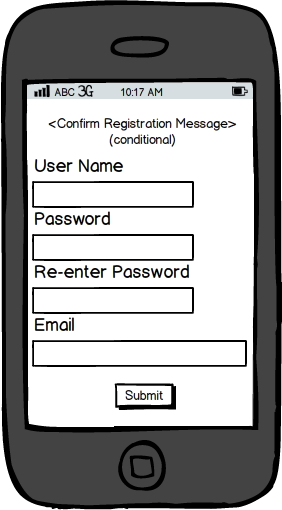 ABC 3G 10:17 AM
<Confirm Registration Message>
(conditional)
User Name
Password
Re-enter Password
Email
Submit